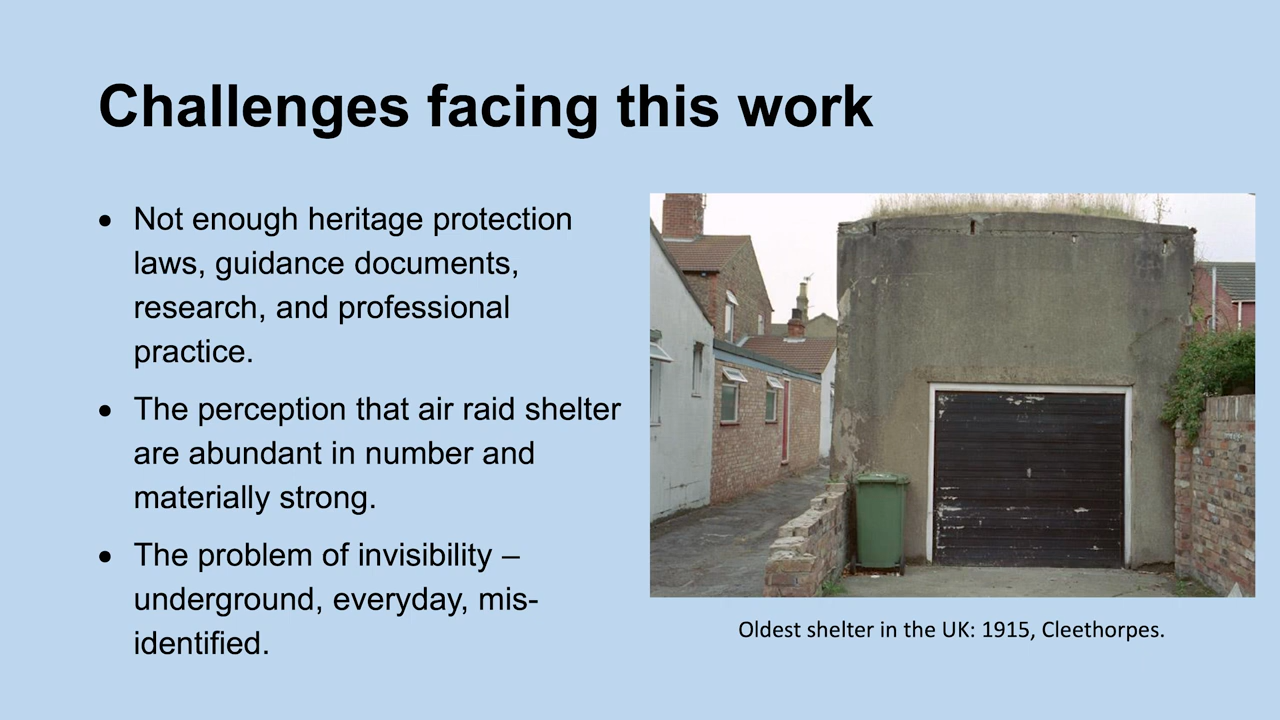 Challenges facing this work
• Not enough heritage protection
laws, guidance documents,
research, and professional
practice.
• The perception that air raid shelter
are abundant in number and
materially strong.
• The problem of invisibility –
underground, everyday, mis-
identified.
Oldest shelter in the UK: 1915, Cleethorpes.